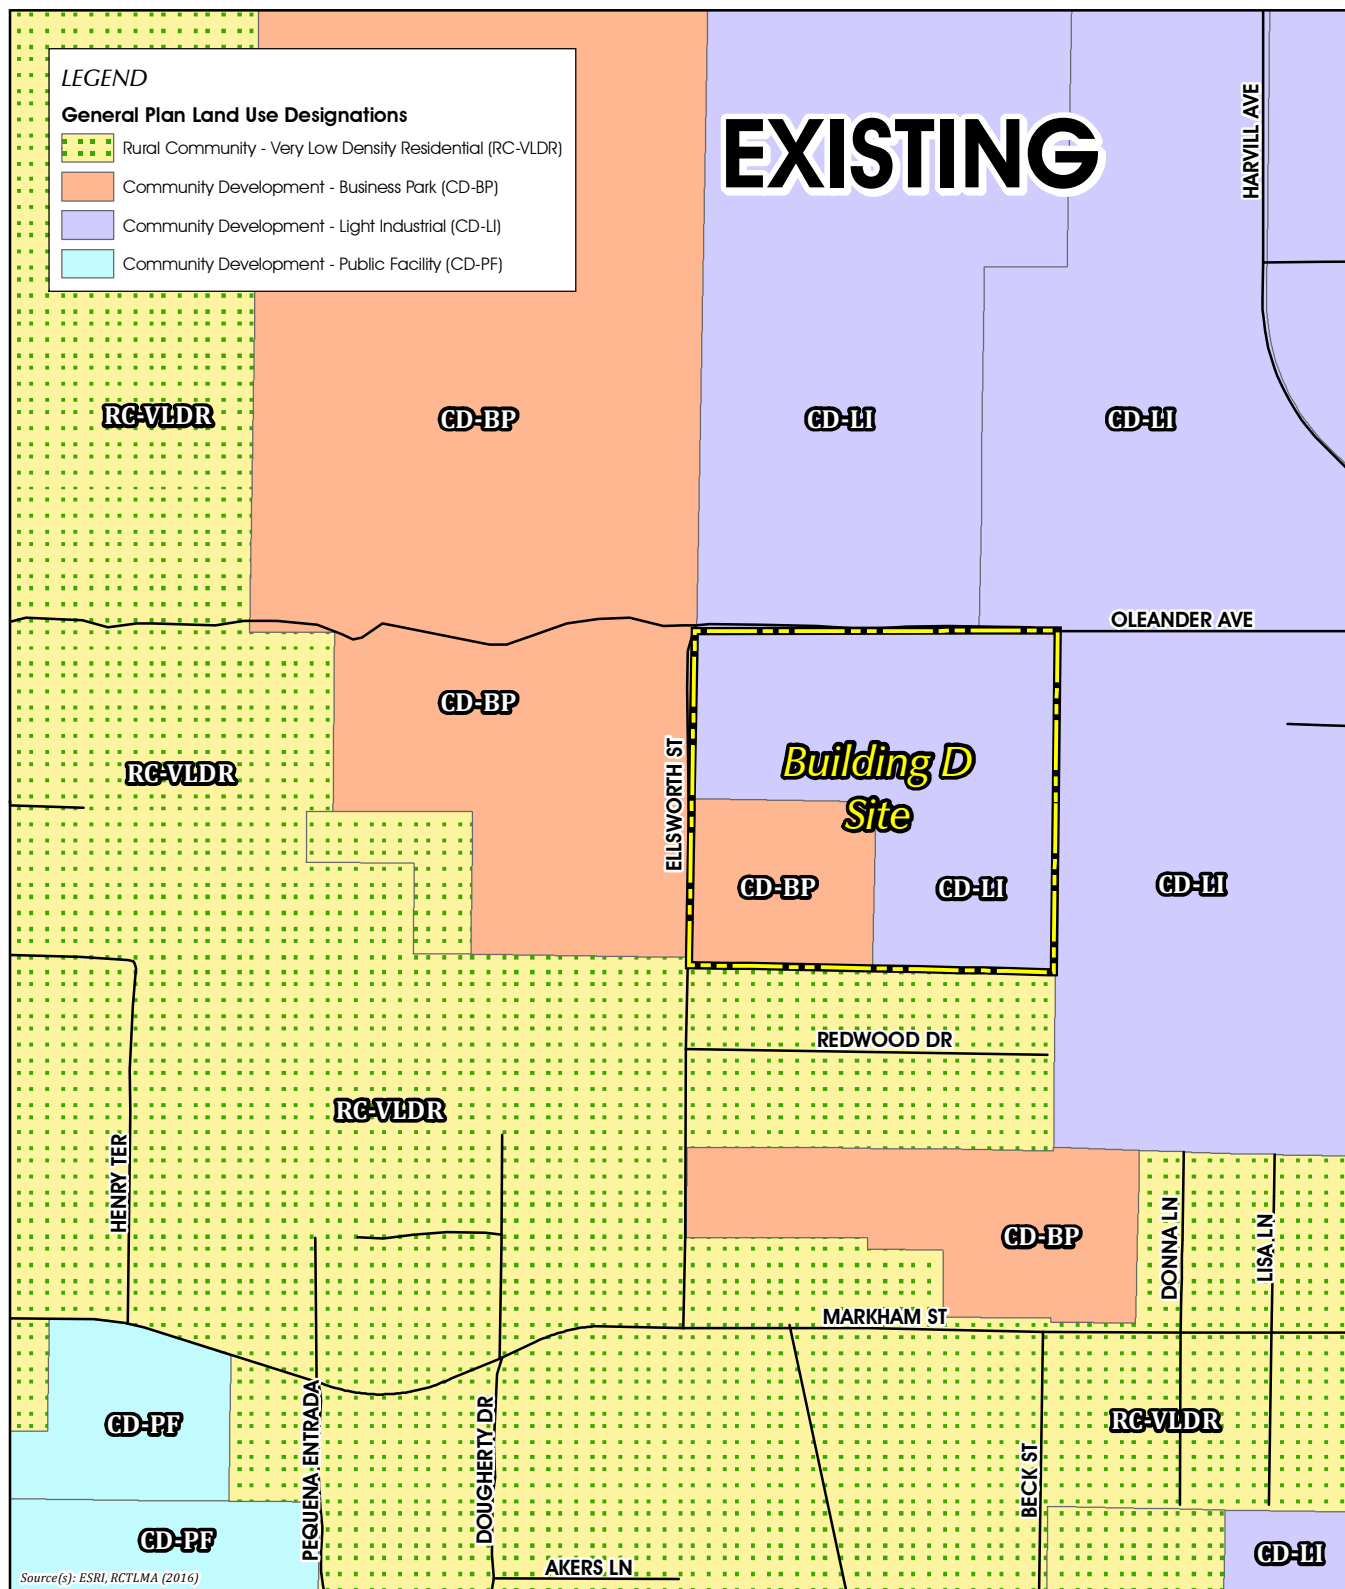 LEGEND
General Plan Land Use Designations
Rural Community - Very Low Density Residential (RC-VLDR)
Community Development - Business Park (CD-BP)
Community Development - Light Industrial (CD-LI)
Community Development - Public Facility (CD-PF)
EXISTING
HARVILL AVE
RC-VLDR
CD-BP
CD-LI
CD-LI
OLEANDER AVE
CD-BP
RC-VLDR
ELLSWORTH ST
Building D
Site
CD-BP
CD-LI
CD-LI
REDWOOD DR
RC-VLDR
HENRY TER
CD-BP
DONNA LN
LISA LN
MARKHAM ST
CD-PF
PEQUENA ENTRADA
DOUGHERTY DR
BECK ST
RC-VLDR
CD-PF
AKERS LN
CD-LI
Source(s): ESRI, RCTLMA (2016)